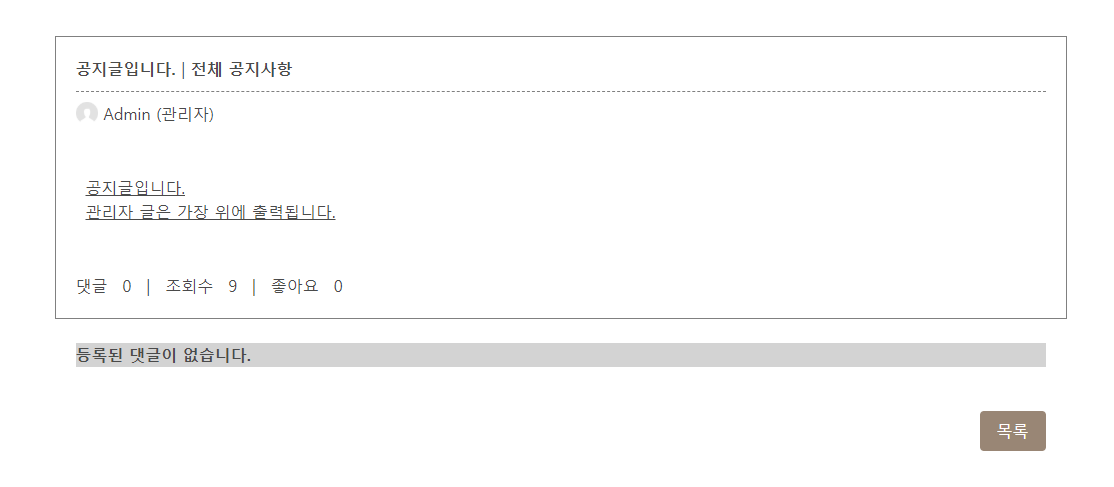 공지글입니다. | 전체 공지사항
Admin (관리자)
공지글입니다.
관리자 글은 가장 위에 출력됩니다.
댓글 0 | 조회수 9 | 좋아요 0
등록된 댓글이 없습니다.
목록